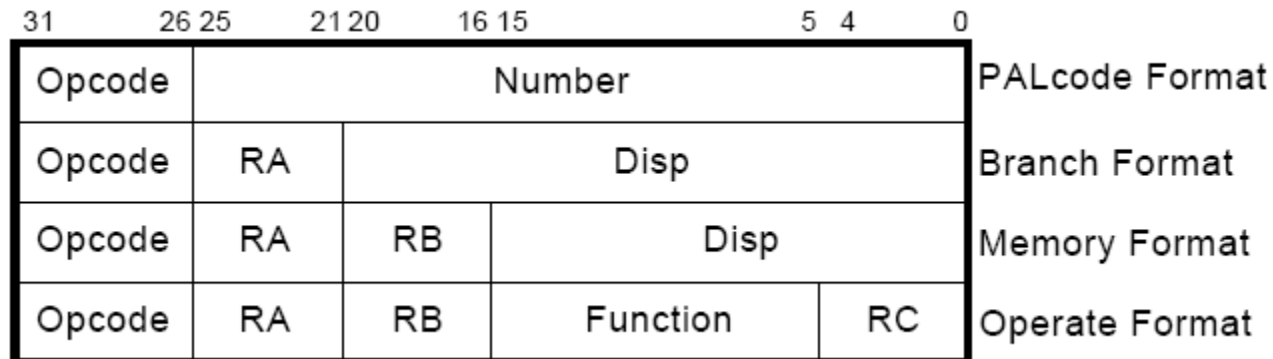 31 26 25 21 20 16 15 5 4 0
Opcode Number PALcode Format
Opcode RA Disp Branch Format
Opcode RA RB Disp Memory Format
Opcode RA RB Function RC Operate Format